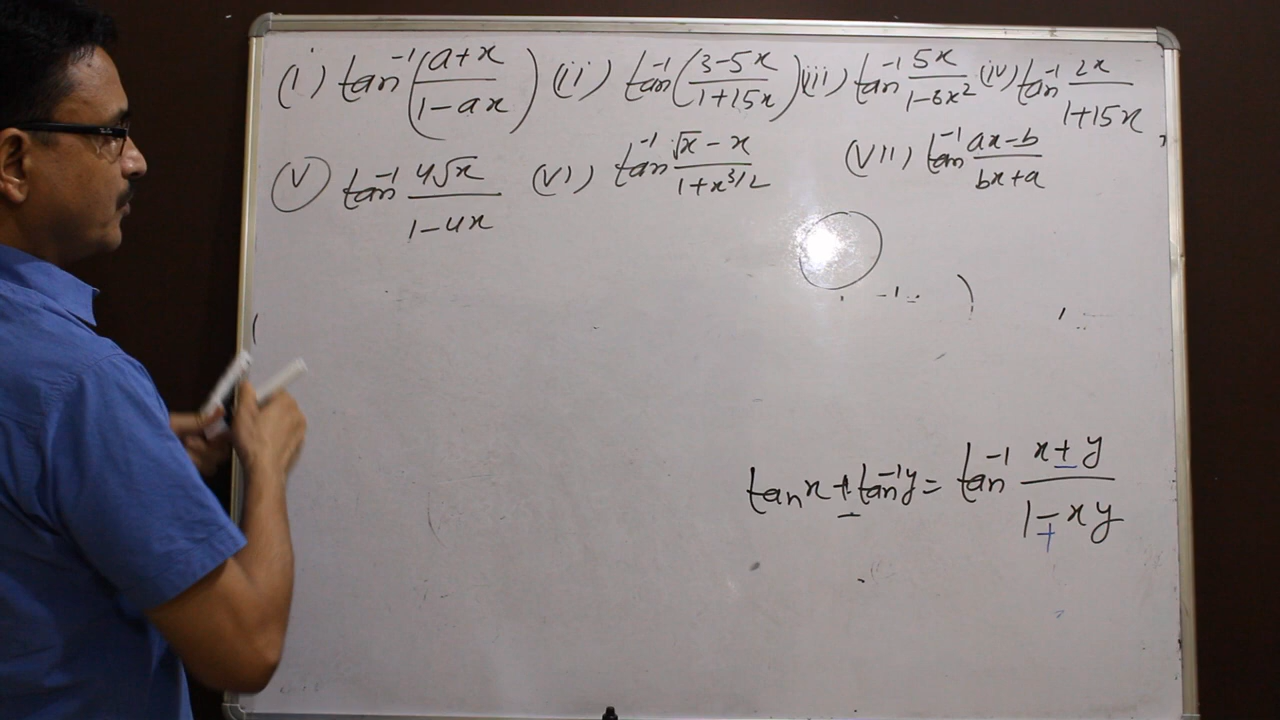 (i) tan⁻¹((a+x)/(1-ax)) (ii) tan⁻¹((3-5x)/(1+15x)) (iii) tan⁻¹ 5x/(1-6x²) (iv) tan⁻¹ 2x/(1+15x
(V) tan⁻¹ 4√x/(1-4x) (Vi) tan⁻¹ (√x - x)/(1+x^3/2) (Vii) tan⁻¹ (ax-b)/(bx+a)
tan x ± tan⁻¹y = tan⁻¹ (x ± y)/(1 ∓ xy)